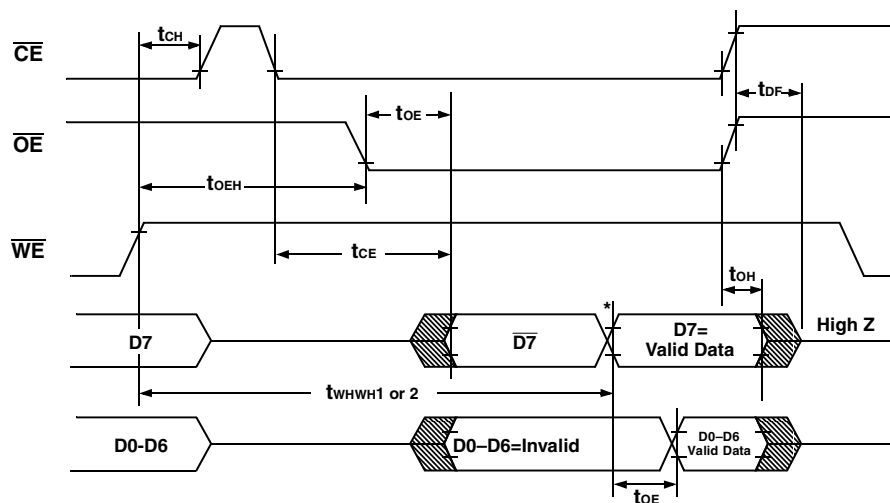 tCH
CE
tDF
tOE
OE
tOEH
WE
tCE
tOH
*
D7
D7
D7=
Valid Data
High Z
tWHWH1 or 2
D0-D6
D0–D6=Invalid
D0–D6
Valid Data
tOE